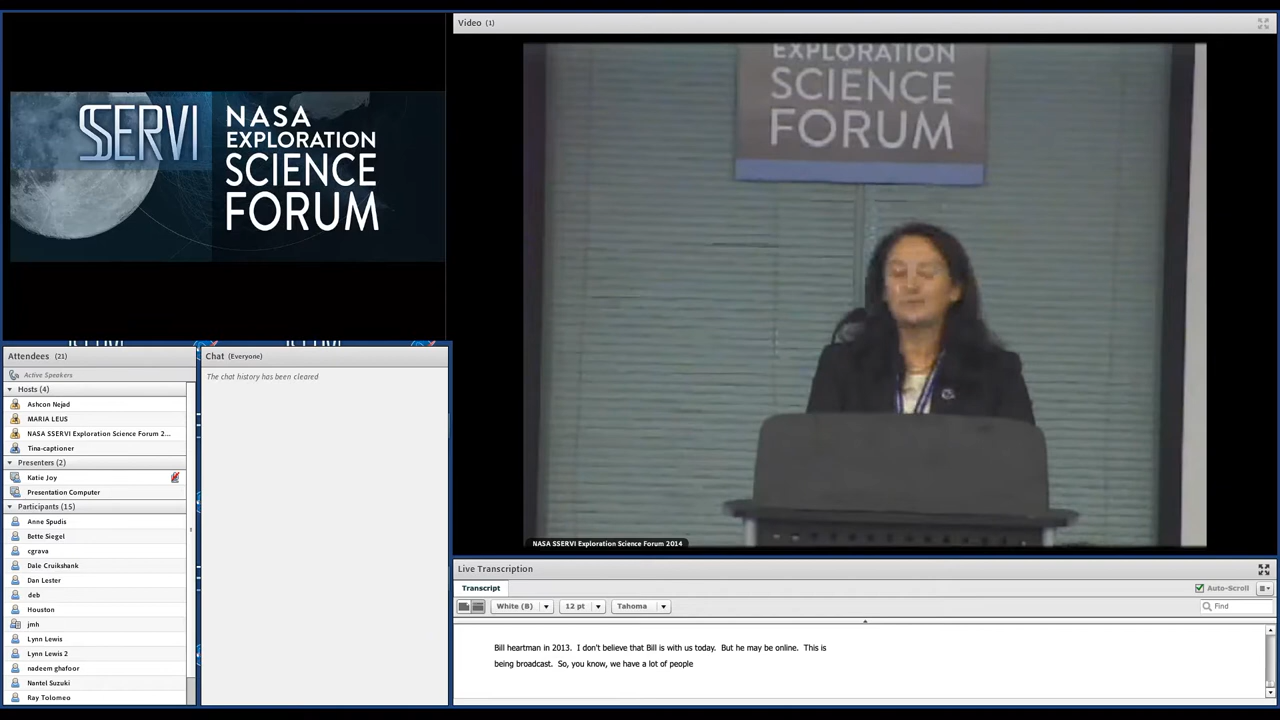 SSERVI
NASA
EXPLORATION
SCIENCE
FORUM
Video (1)
EXPLORATION
SCIENCE
FORUM
NASA SSERVI Exploration Science Forum 2014
Attendees (21)
Active Speakers
Hosts (4)
Ashcon Nejad
MARIA LEUS
NASA SSERVI Exploration Science Forum 2...
Tina-captioner
Presenters (2)
Katie Joy
Presentation Computer
Participants (15)
Anne Spudis
Bette Siegel
cgrava
Dale Cruikshank
Dan Lester
deb
Houston
jmh
Lynn Lewis
Lynn Lewis 2
nadeem ghafoor
Nantel Suzuki
Ray Tolomeo
Chat (Everyone)
The chat history has been cleared
Live Transcription
Transcript
Auto-Scroll
White (B)
12 pt
Tahoma
Find
Bill heartman in 2013. I don't believe that Bill is with us today. But he may be online. This is
being broadcast. So, you know, we have a lot of people